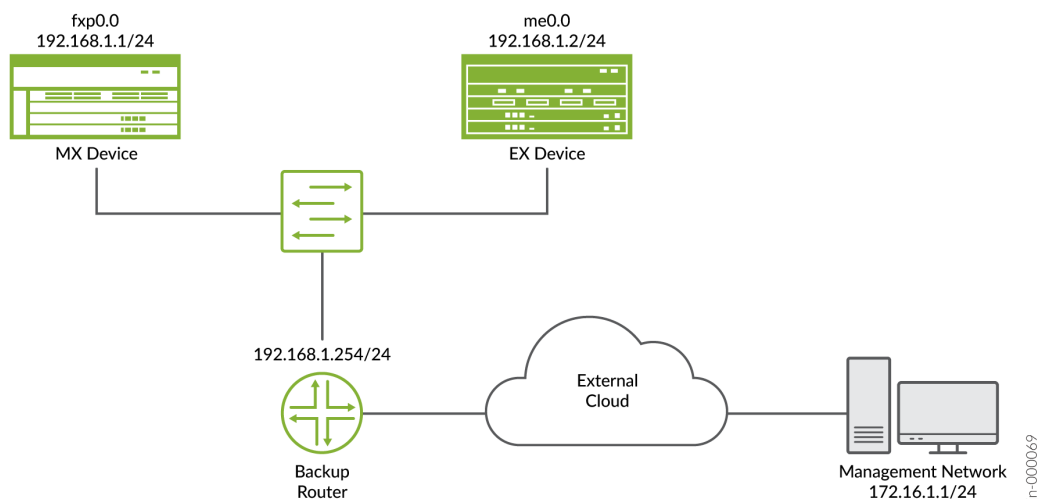 fxp0.0
192.168.1.1/24
me0.0
192.168.1.2/24
MX Device
EX Device
192.168.1.254/24
External
Cloud
Backup
Router
Management Network
172.16.1.1/24
n-000069